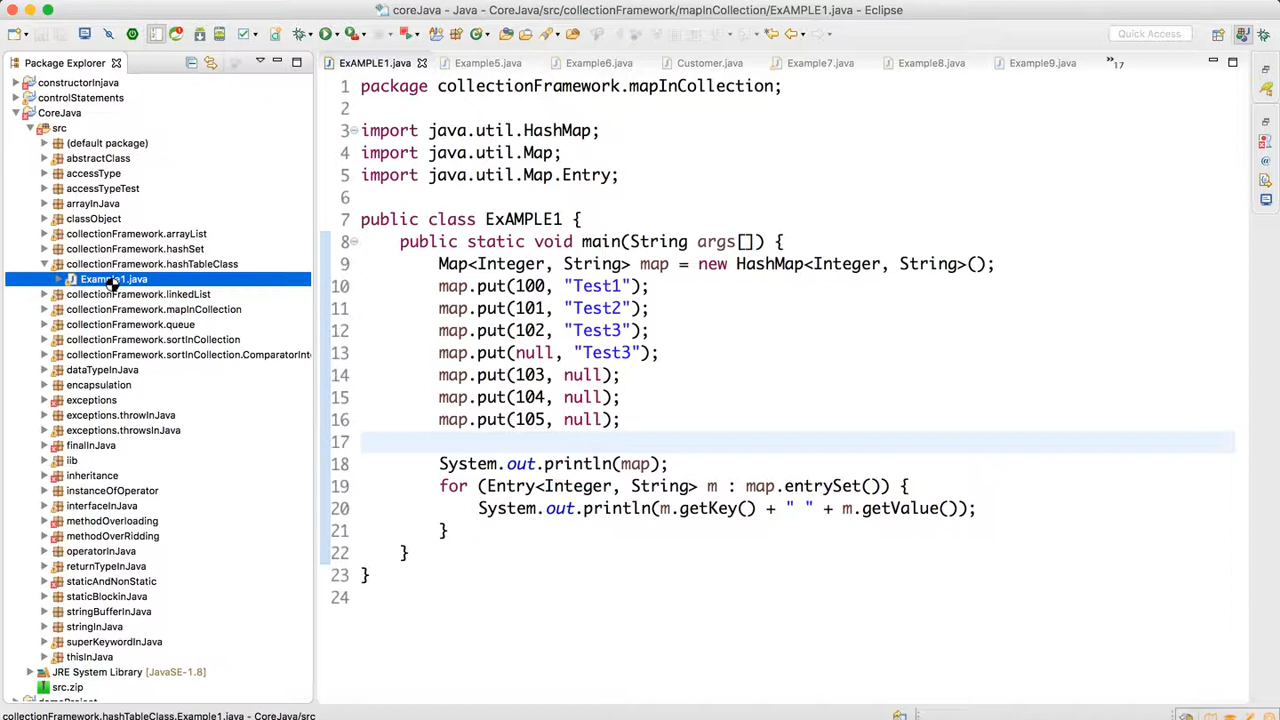 coreJava - Java - CoreJava/src/collectionFramework/mapInCollection/ExAMPLE1.java - Eclipse
Quick Access
Package Explorer
ExAMPLE1.java
Example5.java
Example6.java
Customer.java
Example7.java
Example8.java
Example9.java
»17
constructorInjava
controlStatements
CoreJava
src
(default package)
abstractClass
accessType
accessTypeTest
arrayInJava
classObject
collectionFramework.arrayList
collectionFramework.hashSet
collectionFramework.hashTableClass
Example1.java
collectionFramework.linkedList
collectionFramework.mapInCollection
collectionFramework.queue
collectionFramework.sortInCollection
collectionFramework.sortInCollection.ComparatorInte
dataTypeInJava
encapsulation
exceptions
exceptions.throwInJava
exceptions.throwsInJava
finalInJava
iib
inheritance
instanceOfOperator
interfaceInJava
methodOverloading
methodOverRidding
operatorInJava
returnTypeInJava
staticAndNonStatic
staticBlockinJava
stringBufferInJava
stringInJava
superKeywordInJava
thisInJava
JRE System Library [JavaSE-1.8]
src.zip
1 package collectionFramework.mapInCollection;
2
3 import java.util.HashMap;
4 import java.util.Map;
5 import java.util.Map.Entry;
6
7 public class ExAMPLE1 {
8 public static void main(String args[]) {
9 Map<Integer, String> map = new HashMap<Integer, String>();
10 map.put(100, "Test1");
11 map.put(101, "Test2");
12 map.put(102, "Test3");
13 map.put(null, "Test3");
14 map.put(103, null);
15 map.put(104, null);
16 map.put(105, null);
17
18 System.out.println(map);
19 for (Entry<Integer, String> m : map.entrySet()) {
20 System.out.println(m.getKey() + " " + m.getValue());
21 }
22 }
23 }
24
collectionFramework.hashTableClass.Example1.java - CoreJava/src